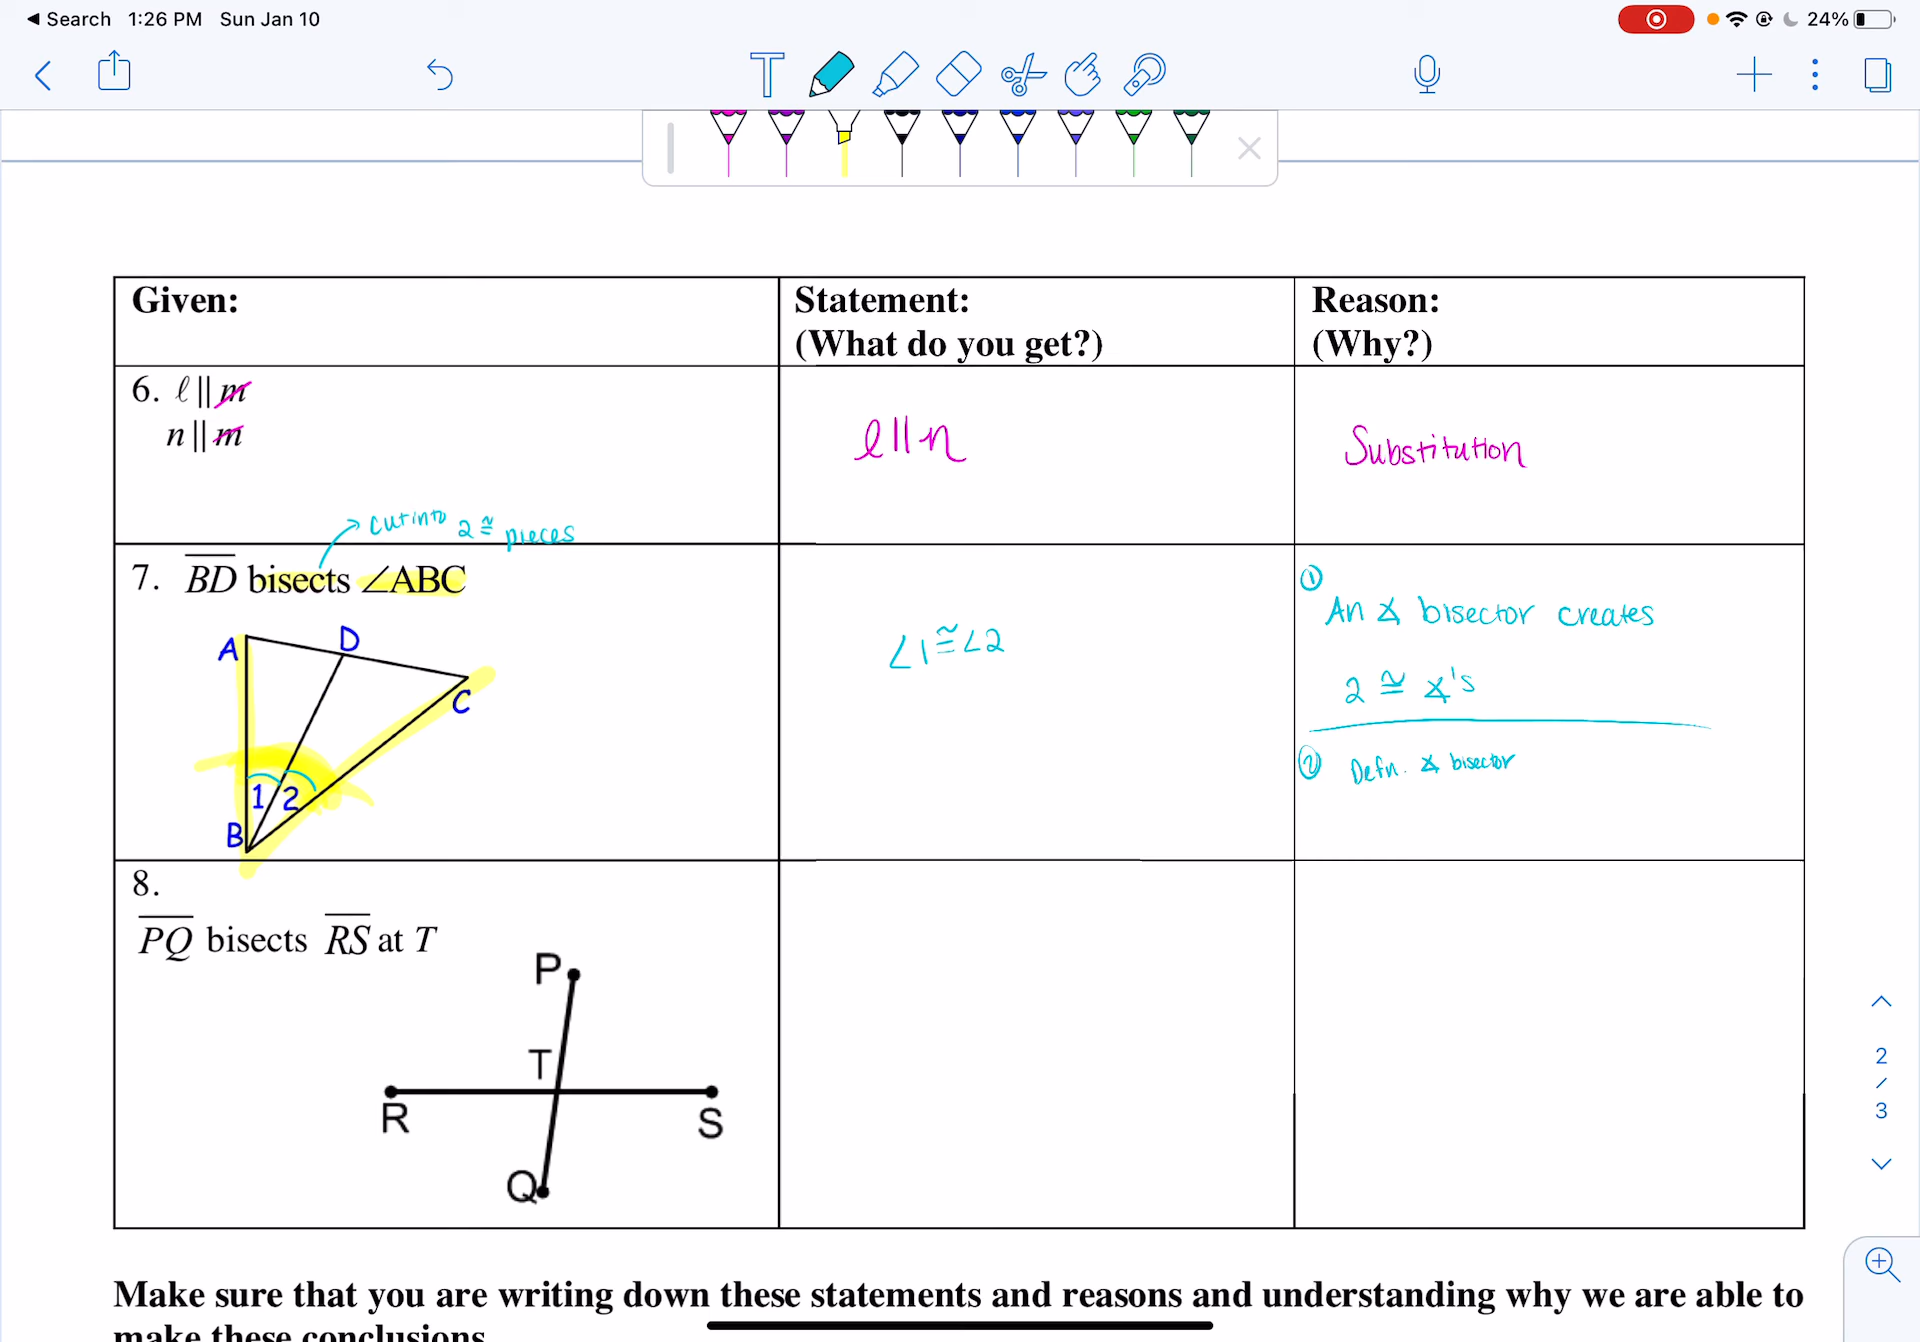 Search 1:26 PM Sun Jan 10
24%
T
Given:
Statement:
(What do you get?)
Reason:
(Why?)
6. ℓ || m
n || m
ℓ || n
Substitution
cut into 2 ≅ pieces
7. BD bisects ∠ABC
A
D
C
1 2
B
∠1 ≅ ∠2
①
An ∡ bisector creates
2 ≅ ∡'s
② Defn. ∡ bisector
8.
PQ bisects RS at T
P
T
R
S
Q
2
/
3
Make sure that you are writing down these statements and reasons and understanding why we are able to
make these conclusions